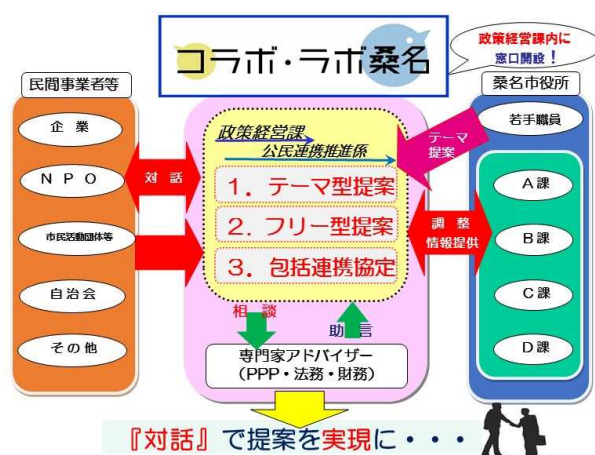 コラボ・ラボ桑名
政策経営課内に
窓口開設!
民間事業者等
企業
NPO
市民活動団体等
自治会
その他
対話
政策経営課
公民連携推進係
1.テーマ型提案
2.フリー型提案
3.包括連携協定
相談
助言
専門家アドバイザー
(PPP・法務・財務)
テーマ
提案
調整
情報提供
桑名市役所
若手職員
A課
B課
C課
D課
『対話』で提案を実現に・・・